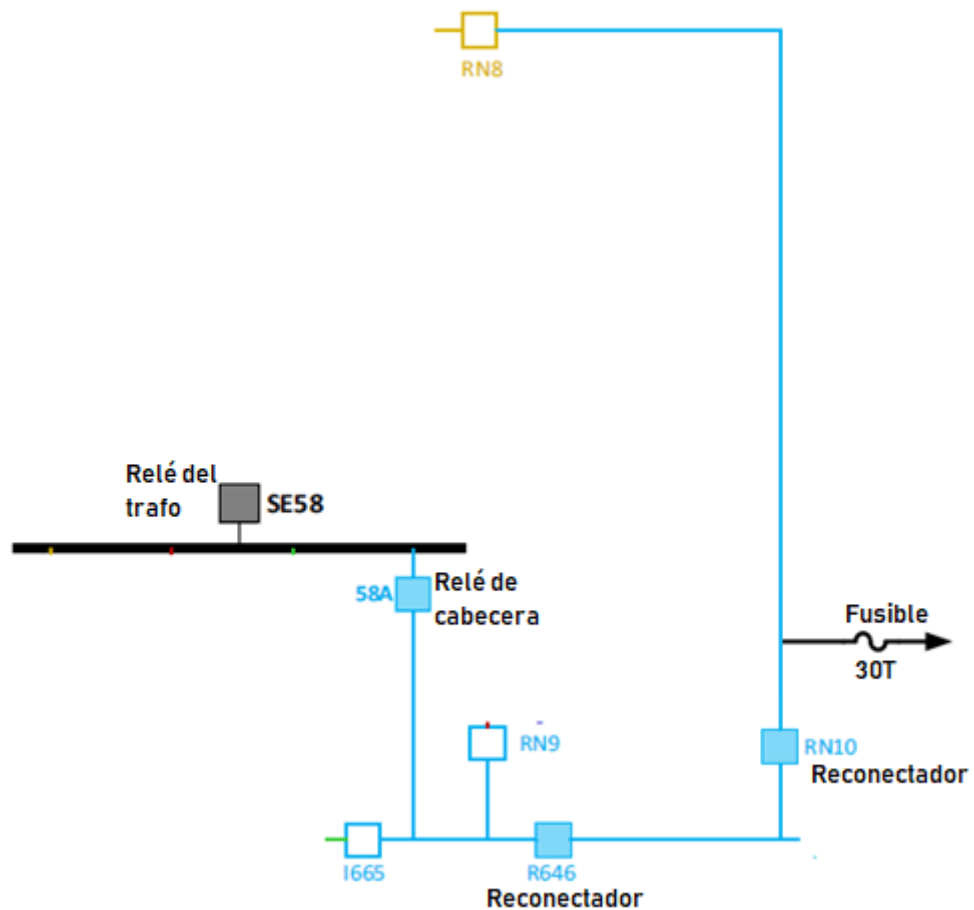 RN8
Relé del
trafo
SE58
58A
Relé de
cabecera
Fusible
30T
RN9
RN10
Reconectador
I665
R646
Reconectador